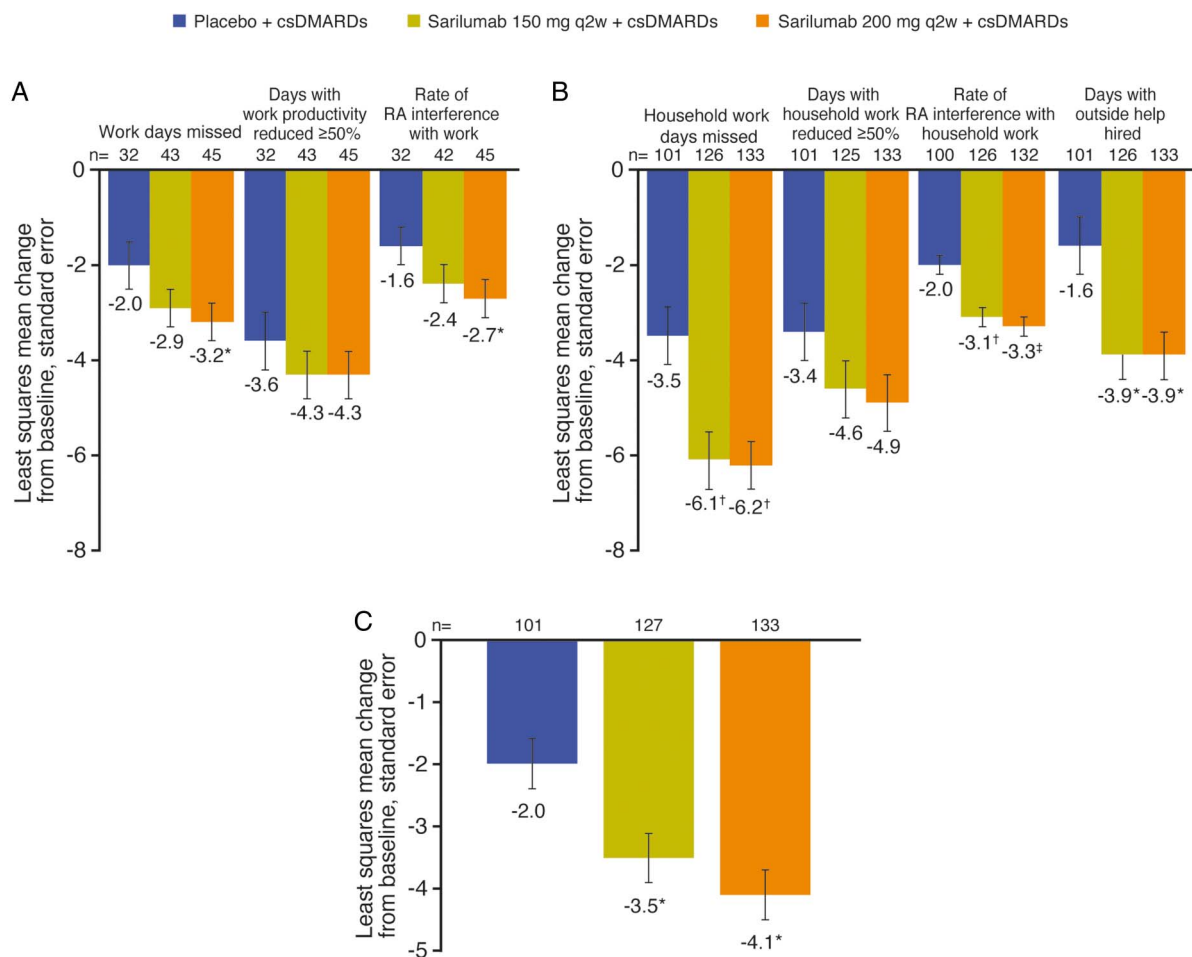 Placebo + csDMARDs Sarilumab 150 mg q2w + csDMARDs Sarilumab 200 mg q2w + csDMARDs
A
Work days missed
Days with
work productivity
reduced ≥50%
Rate of
RA interference
with work
n= 32 43 45 32 43 45 32 42 45
0
-2
-4
-6
-8
Least squares mean change
from baseline, standard error
-2.0
-2.9
-3.2*
-3.6
-4.3
-4.3
-1.6
-2.4
-2.7*
B
Household work
days missed
Days with
household work
reduced ≥50%
Rate of
RA interference with
household work
Days with
outside help
hired
n= 101 126 133 101 125 133 100 126 132 101 126 133
0
-2
-4
-6
-8
Least squares mean change
from baseline, standard error
-3.5
-6.1†
-6.2†
-3.4
-4.6
-4.9
-2.0
-3.1†
-3.3‡
-1.6
-3.9*
-3.9*
C
n= 101 127 133
0
-1
-2
-3
-4
-5
Least squares mean change
from baseline, standard error
-2.0
-3.5*
-4.1*